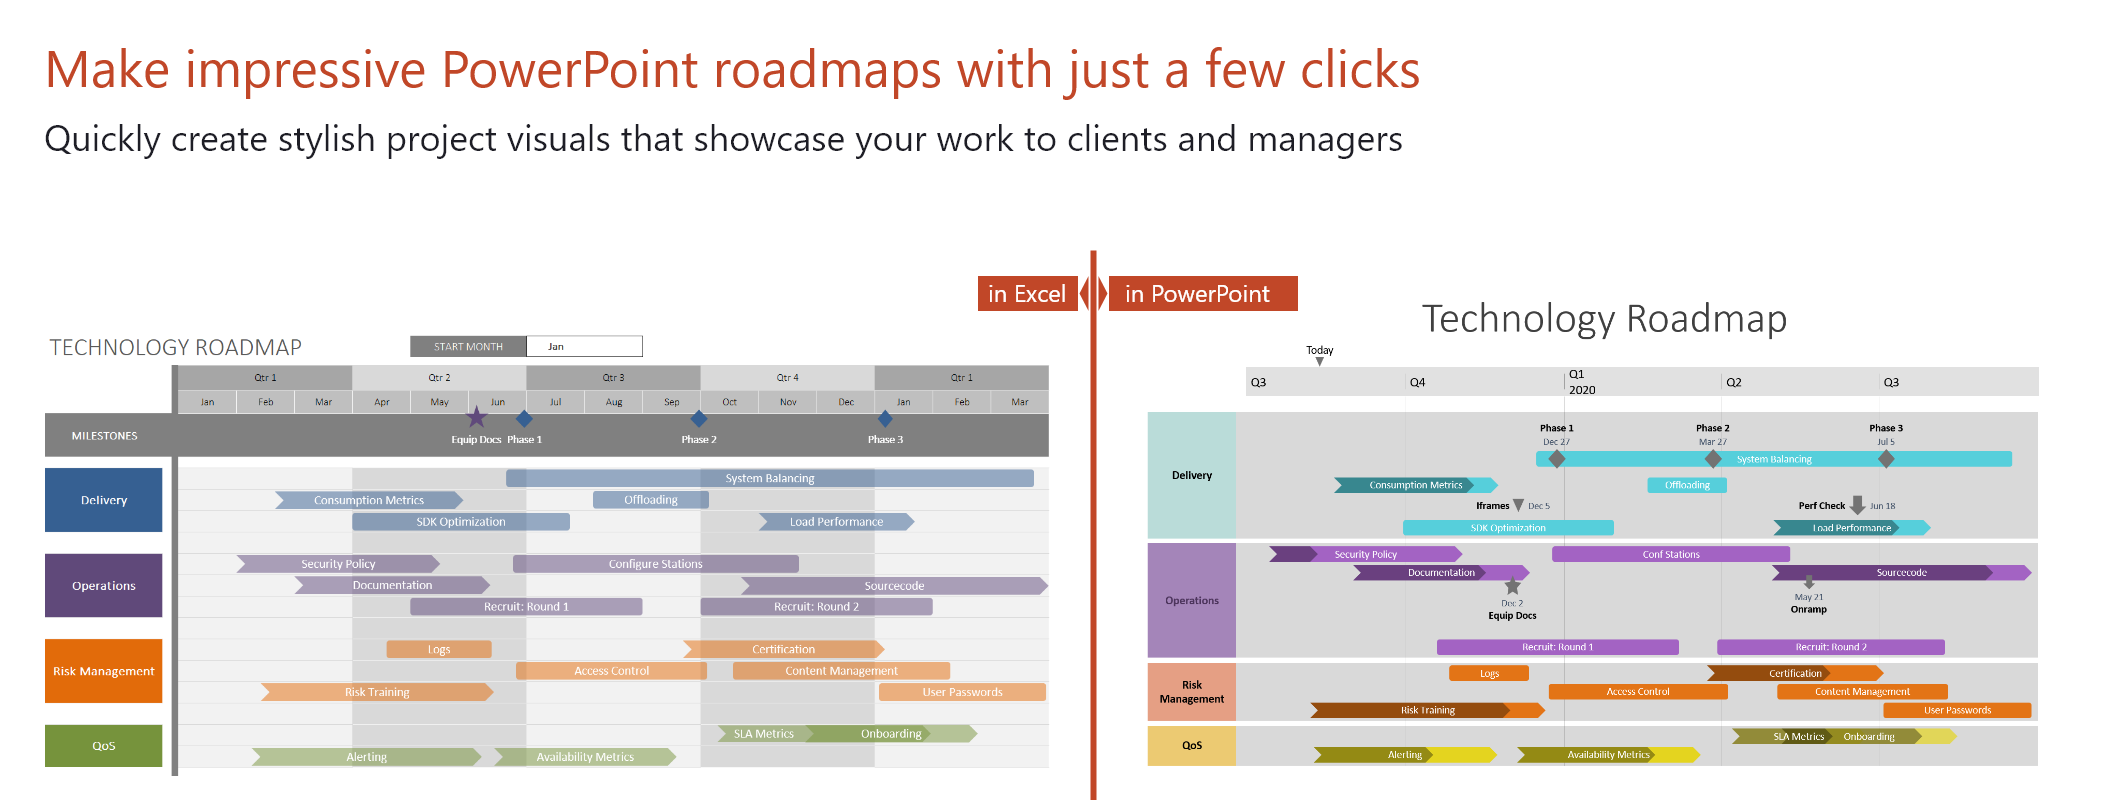 Make impressive PowerPoint roadmaps with just a few clicks
Quickly create stylish project visuals that showcase your work to clients and managers
in Excel
in PowerPoint
TECHNOLOGY ROADMAP
START MONTH Jan
Qtr 1 Qtr 2 Qtr 3 Qtr 4 Qtr 1
Jan Feb Mar Apr May Jun Jul Aug Sep Oct Nov Dec Jan Feb Mar
MILESTONES
Equip Docs Phase 1 Phase 2 Phase 3
Delivery
System Balancing
Consumption Metrics Offloading
SDK Optimization Load Performance
Operations
Security Policy Configure Stations
Documentation Sourcecode
Recruit: Round 1 Recruit: Round 2
Risk Management
Logs Certification
Access Control Content Management
Risk Training User Passwords
QoS
SLA Metrics Onboarding
Alerting Availability Metrics
Technology Roadmap
Today
Q3 Q4 Q1 Q2 Q3
2020
Delivery
Phase 1 Phase 2 Phase 3
Dec 27 Mar 27 Jul 5
System Balancing
Consumption Metrics Offloading
Iframes Dec 5 Perf Check Jun 18
SDK Optimization Load Performance
Operations
Security Policy Conf Stations
Documentation Sourcecode
Dec 2 May 21
Equip Docs Onramp
Recruit: Round 1 Recruit: Round 2
Risk
Management
Logs Certification
Access Control Content Management
Risk Training User Passwords
QoS
SLA Metrics Onboarding
Alerting Availability Metrics